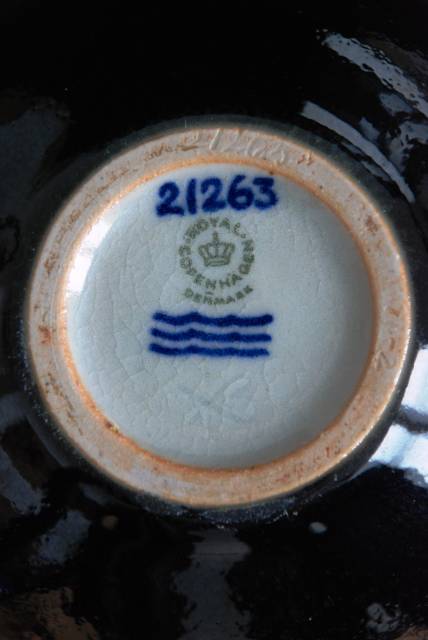 21263
ROYAL
COPENHAGEN
DENMARK